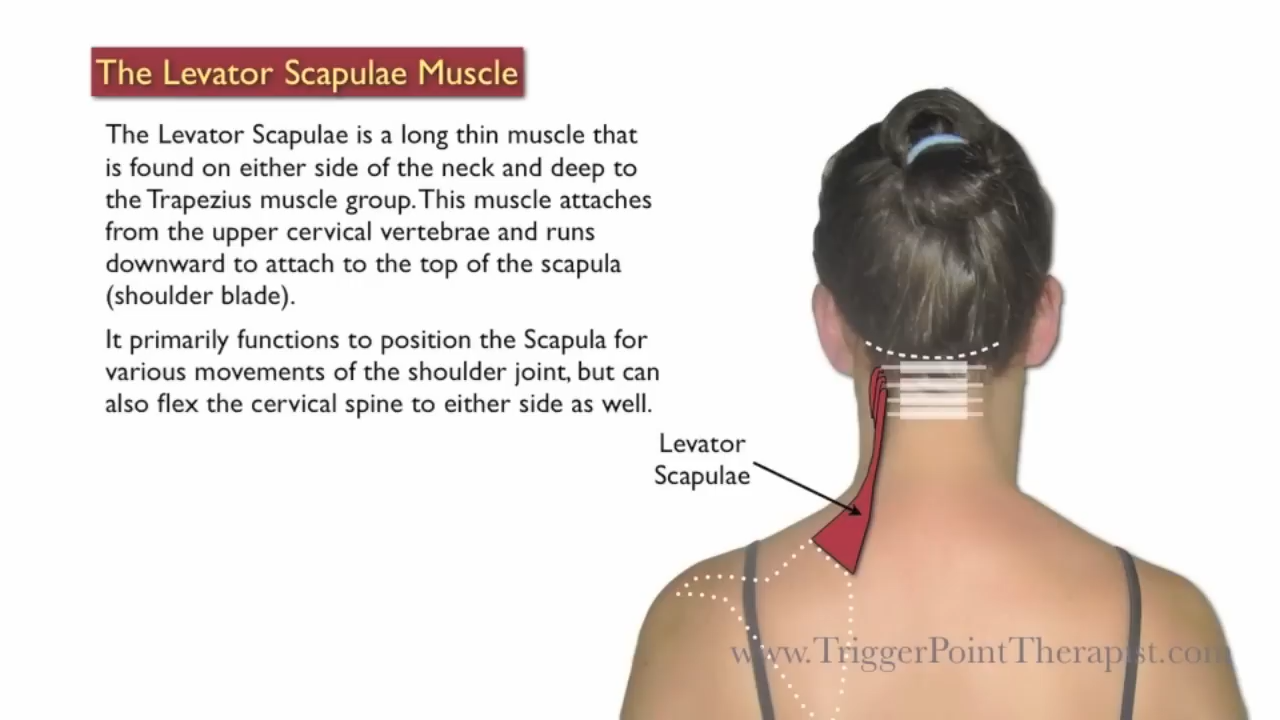 The Levator Scapulae Muscle
The Levator Scapulae is a long thin muscle that
is found on either side of the neck and deep to
the Trapezius muscle group. This muscle attaches
from the upper cervical vertebrae and runs
downward to attach to the top of the scapula
(shoulder blade).
It primarily functions to position the Scapula for
various movements of the shoulder joint, but can
also flex the cervical spine to either side as well.
Levator
Scapulae
www.TriggerPointTherapist.com